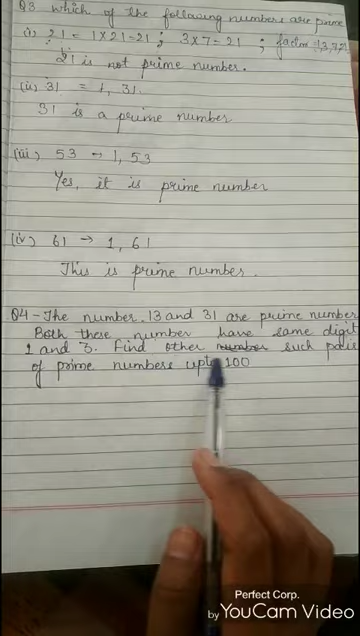 Q3 which of the following numbers are prime
i) 21 = 1×21=21; 3×7=21 ; factor 1,3,7,21
21 is not prime number.
(ii) 31 = 1, 31.
31 is a prime number
(iii) 53 → 1, 53
Yes, it is prime number
(iv) 61 → 1, 61
This is prime number.
Q4 - The number 13 and 31 are prime number
Both these number have same digit
1 and 3. Find other such pairs
of prime numbers upto 100
Perfect Corp.
by YouCam Video